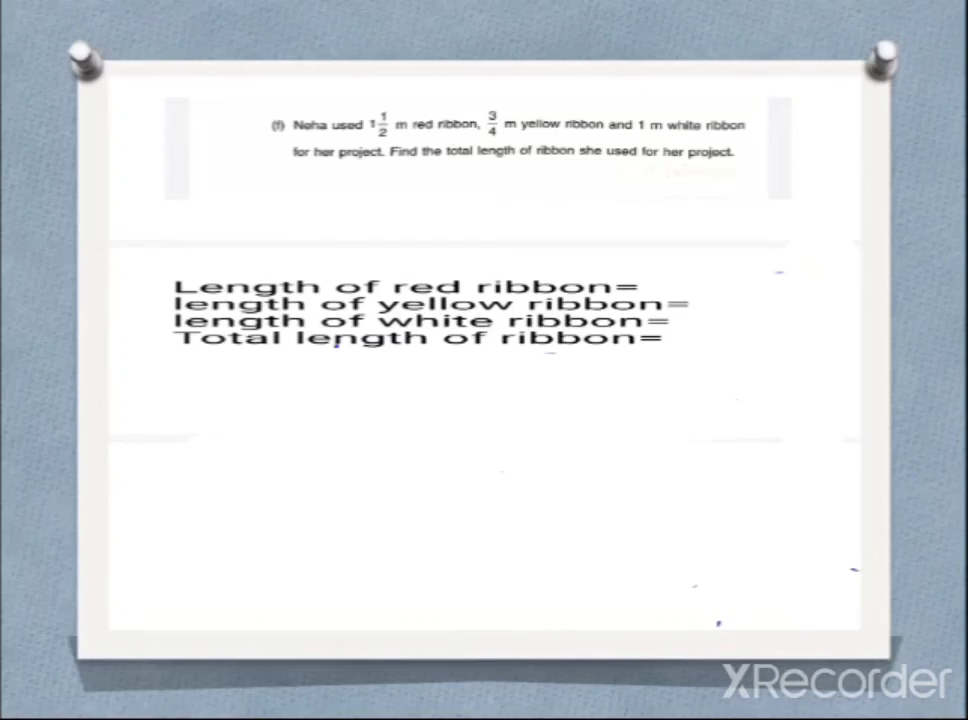 (f) Neha used 1 1/2 m red ribbon, 3/4 m yellow ribbon and 1 m white ribbon
for her project. Find the total length of ribbon she used for her project.
Length of red ribbon=
length of yellow ribbon=
length of white ribbon=
Total length of ribbon=
XRecorder